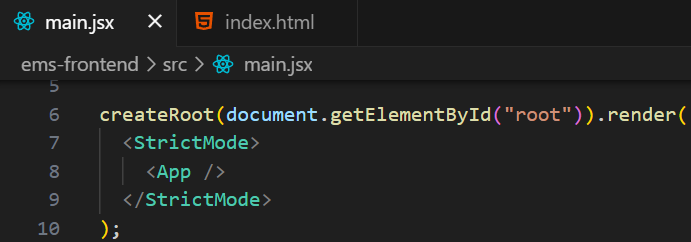 main.jsx × index.html
ems-frontend > src > main.jsx
5
6 createRoot(document.getElementById("root")).render(
7 <StrictMode>
8 <App />
9 </StrictMode>
10 );